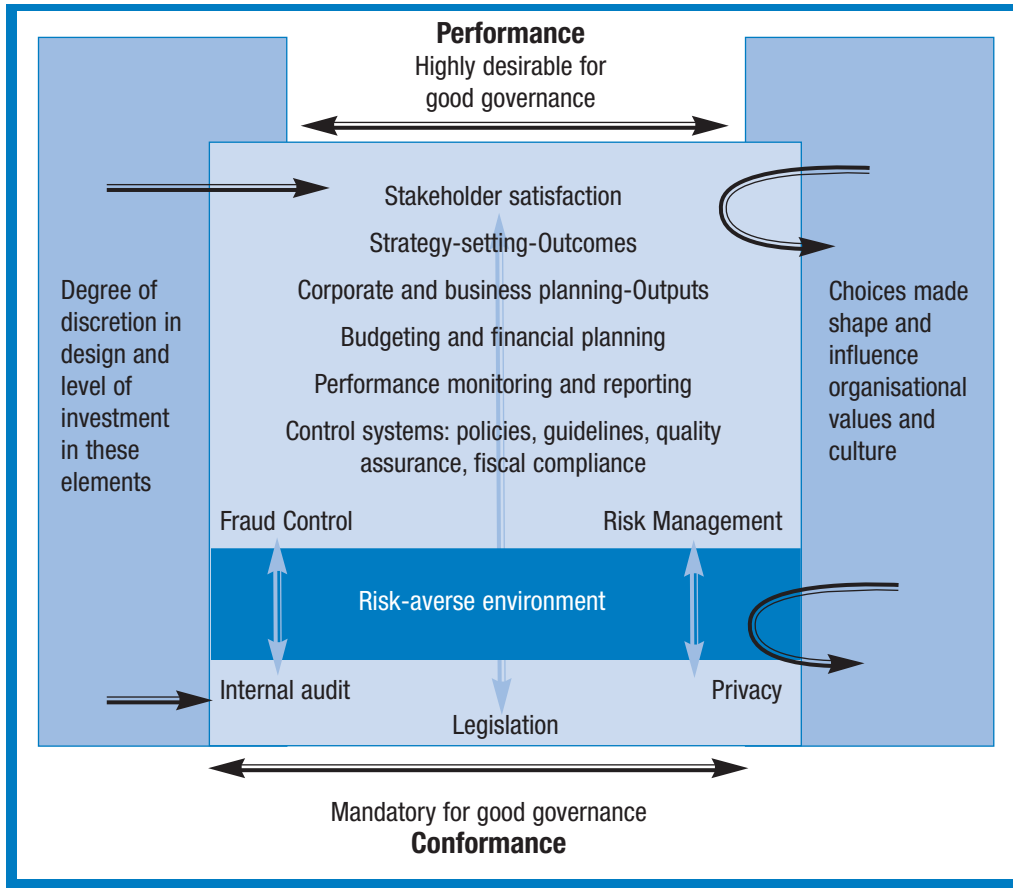 Performance
Highly desirable for
good governance
Stakeholder satisfaction
Strategy-setting-Outcomes
Corporate and business planning-Outputs
Budgeting and financial planning
Performance monitoring and reporting
Control systems: policies, guidelines, quality
assurance, fiscal compliance
Degree of
discretion in
design and
level of
investment
in these
elements
Choices made
shape and
influence
organisational
values and
culture
Fraud Control
Risk Management
Risk-averse environment
Internal audit
Privacy
Legislation
Mandatory for good governance
Conformance